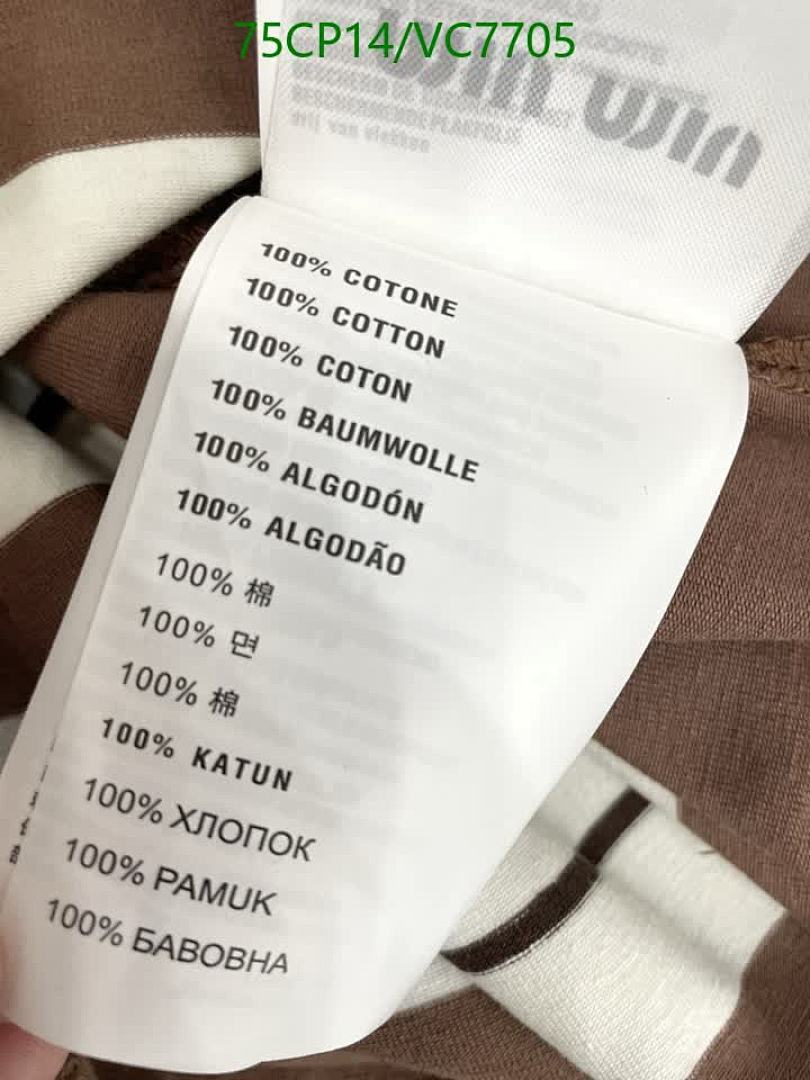 75CP14/VC7705
100% COTONE
100% COTTON
100% COTON
100% BAUMWOLLE
100% ALGODÓN
100% ALGODÃO
100% 棉
100% 면
100% 棉
100% KATUN
100% ХЛОПОК
100% PAMUK
100% БАВОВНА